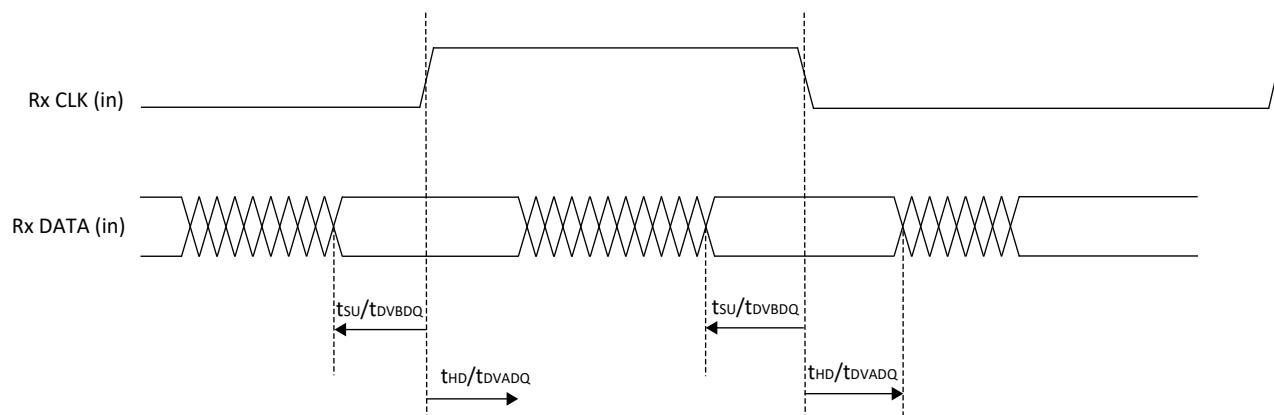 Rx CLK (in)
Rx DATA (in)
tSU/tDVBDQ
tSU/tDVBDQ
tHD/tDVADQ
tHD/tDVADQ